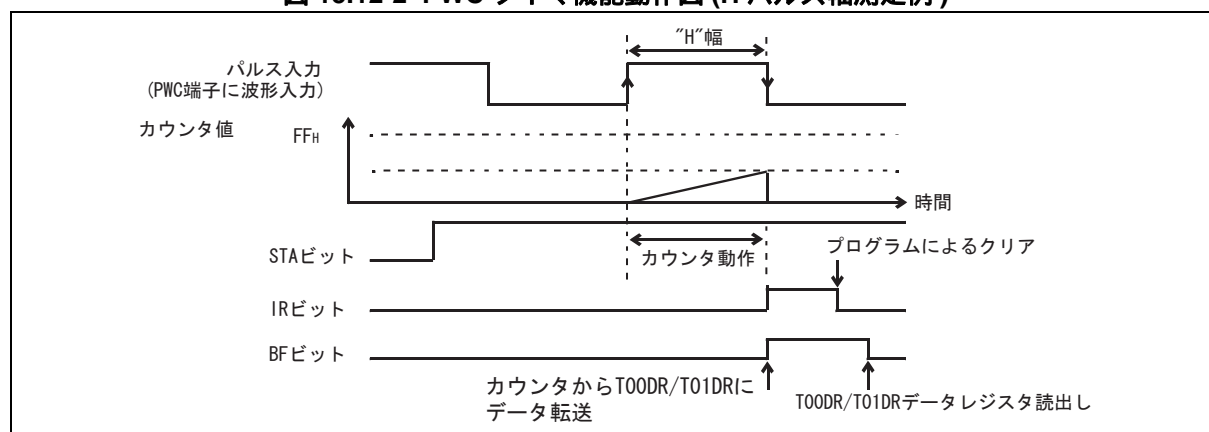 "H"幅
パルス入力
(PWC端子に波形入力)
カウンタ値
FFH
時間
STAビット
カウンタ動作
プログラムによるクリア
IRビット
BFビット
カウンタからT00DR/T01DRに
データ転送
T00DR/T01DRデータレジスタ読出し